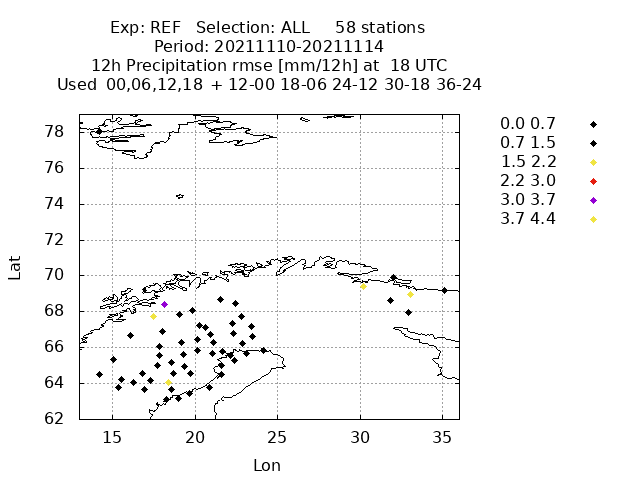 Exp: REF   Selection: ALL     58 stations
Period: 20211110-20211114
12h Precipitation rmse [mm/12h] at  18 UTC
Used  00,06,12,18  + 12-00 18-06 24-12 30-18 36-24
0.0 0.7
0.7 1.5
1.5 2.2
2.2 3.0
3.0 3.7
3.7 4.4
78
76
74
72
70
68
66
64
62
Lat
15 20 25 30 35
Lon